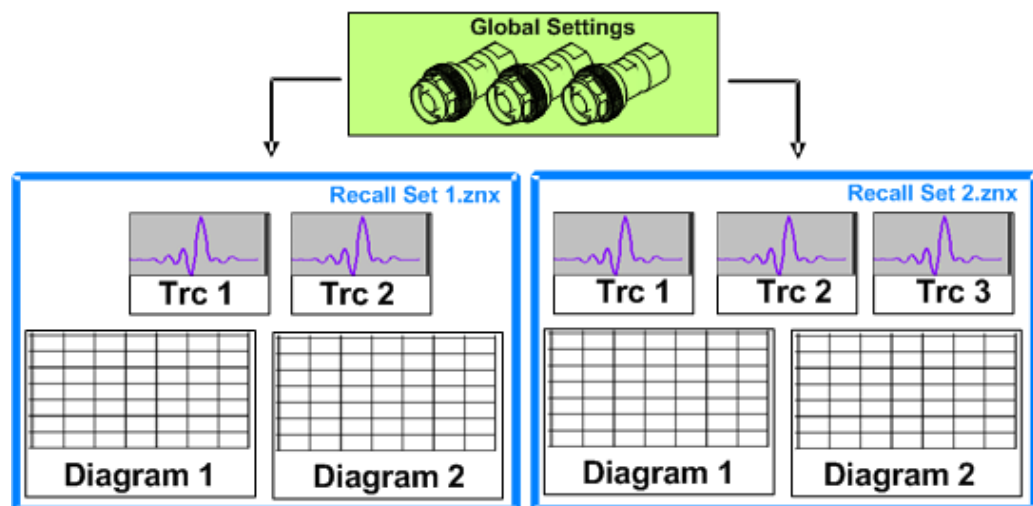 Global Settings
Recall Set 1.znx
Trc 1
Trc 2
Diagram 1
Diagram 2
Recall Set 2.znx
Trc 1
Trc 2
Trc 3
Diagram 1
Diagram 2